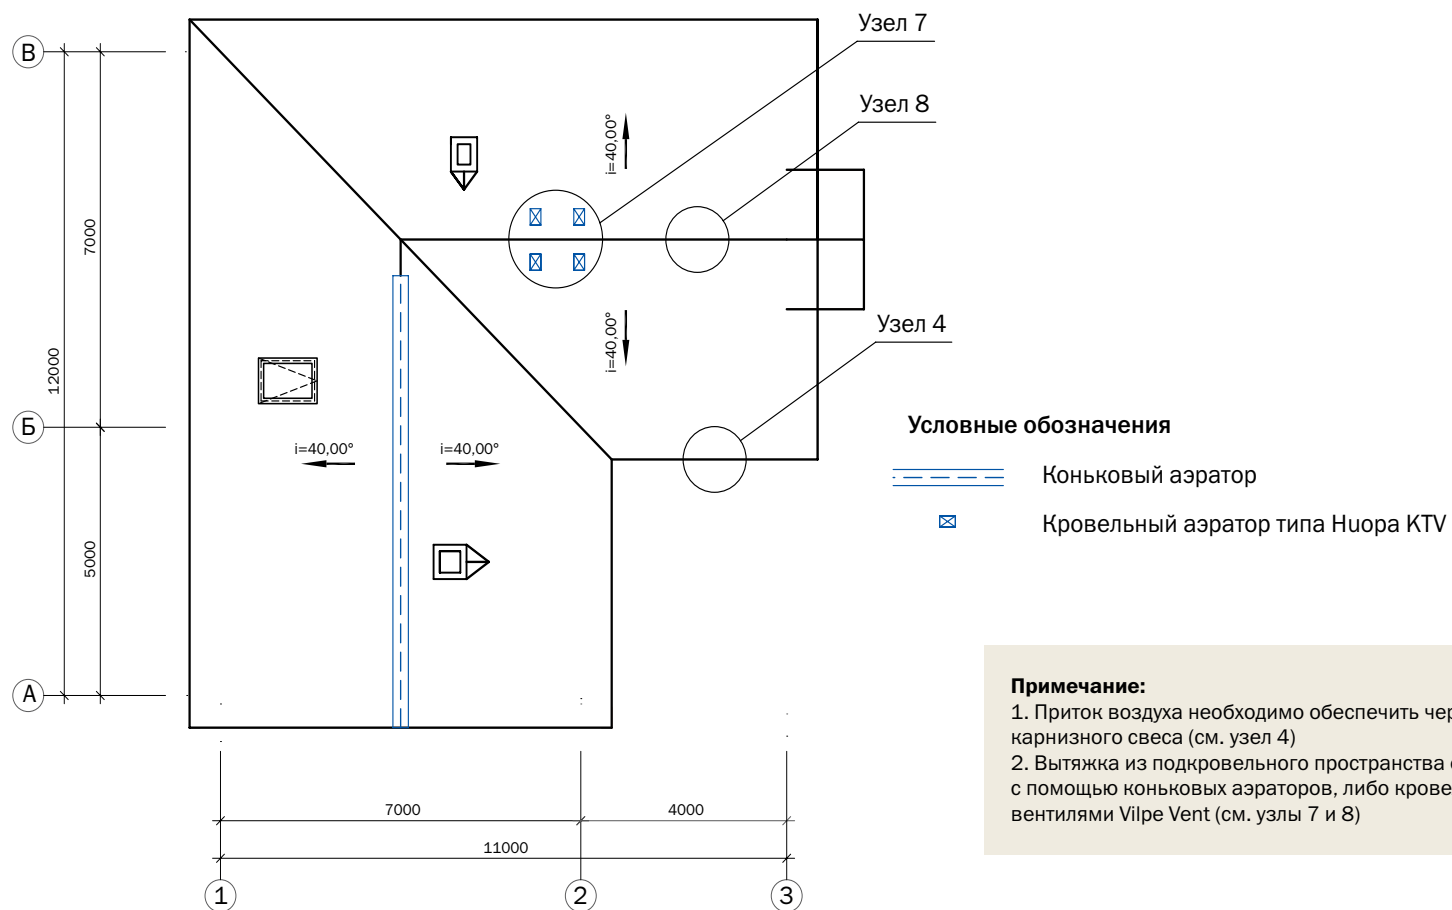 Узел 7
В
Узел 8
i=40,00°
7000
i=40,00°
Узел 4
12000
Б
Условные обозначения
i=40,00°
i=40,00°
Коньковый аэратор
Кровельный аэратор типа Huopa KTV
5000
А
Примечание:
1. Приток воздуха необходимо обеспечить
карнизного свеса (см. узел 4)
2. Вытяжка из подкровельного пространства
с помощью коньковых аэраторов, либо
вентилями Vilpe Vent (см. узлы 7 и 8)
7000
4000
11000
1
2
3